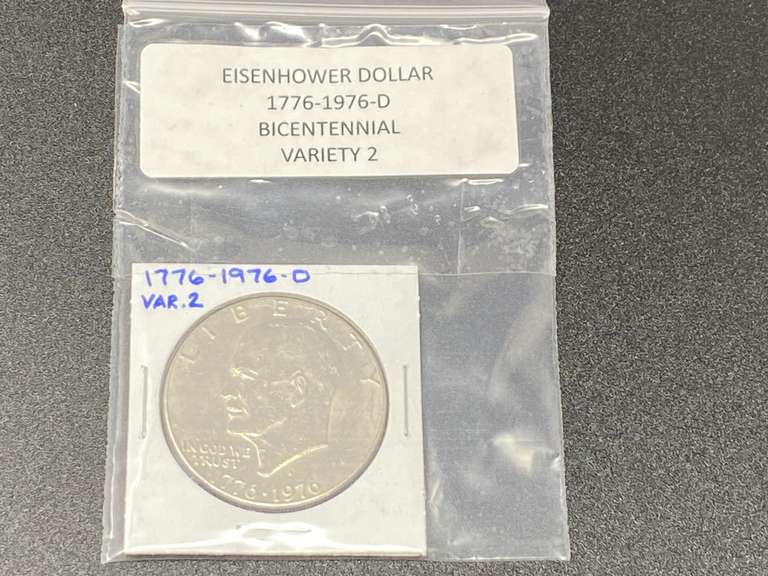 EISENHOWER DOLLAR
1776-1976-D
BICENTENNIAL
VARIETY 2
1776-1976-D
VAR.2
LIBERTY
IN GOD WE
TRUST
1776·1976